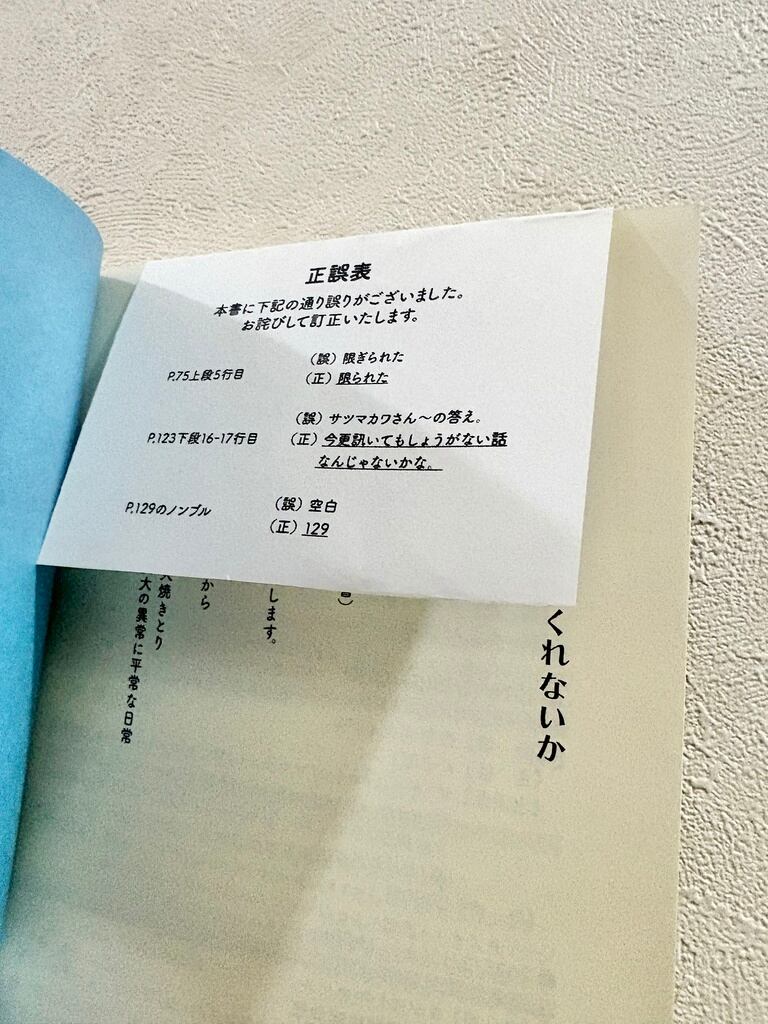 正誤表
本書に下記の通り誤りがございました。
お詫びして訂正いたします。
P.75上段5行目
(誤) 限ぎられた
(正) 限られた
P.123下段16-17行目
(誤) サツマカワさん〜の答え。
(正) 今更訊いてもしょうがない話
なんじゃないかな。
P.129のノンブル
(誤) 空白
(正) 129
くれないか
します。
から
焼きとり
大の異常に平常な日常